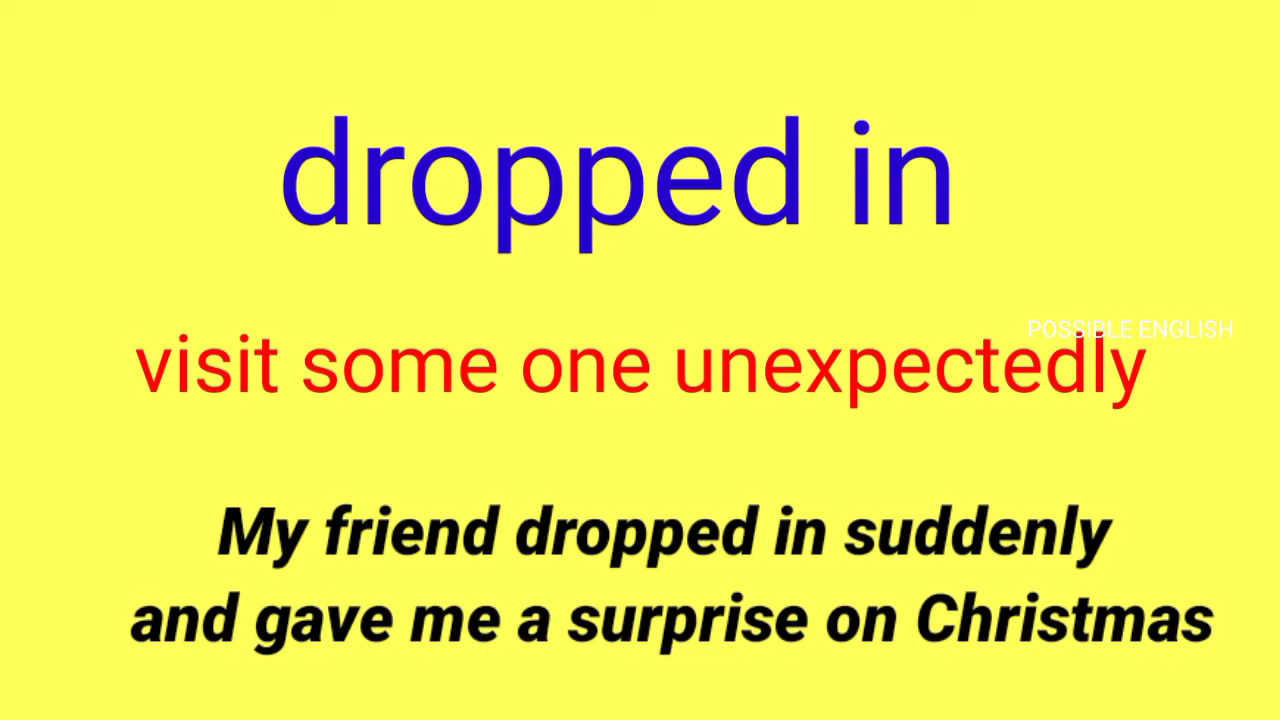 dropped in
POSSIBLE ENGLISH
visit some one unexpectedly
My friend dropped in suddenly
and gave me a surprise on Christmas